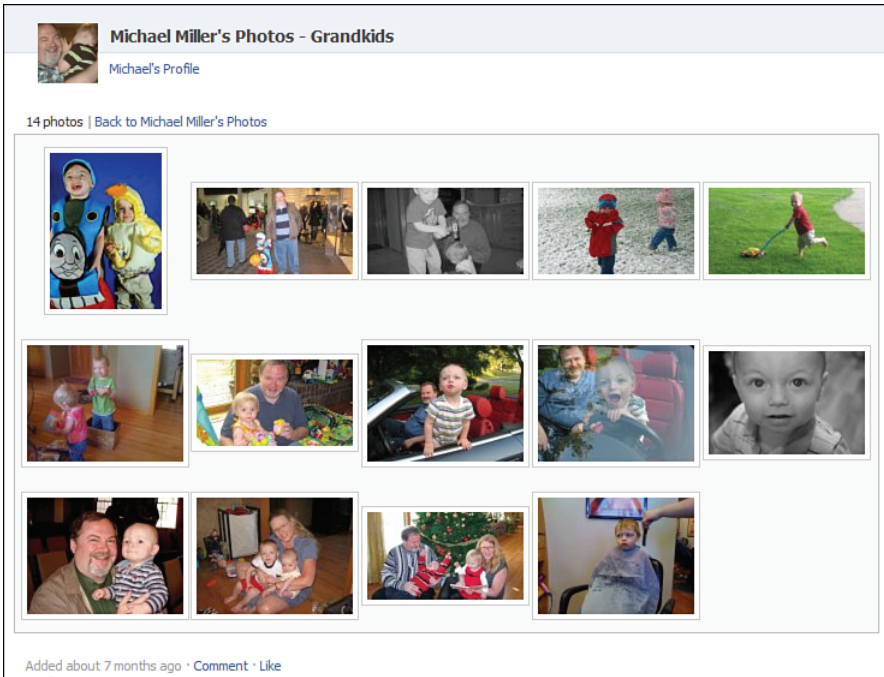 Michael Miller's Photos - Grandkids
Michael's Profile
14 photos | Back to Michael Miller's Photos
Added about 7 months ago · Comment · Like